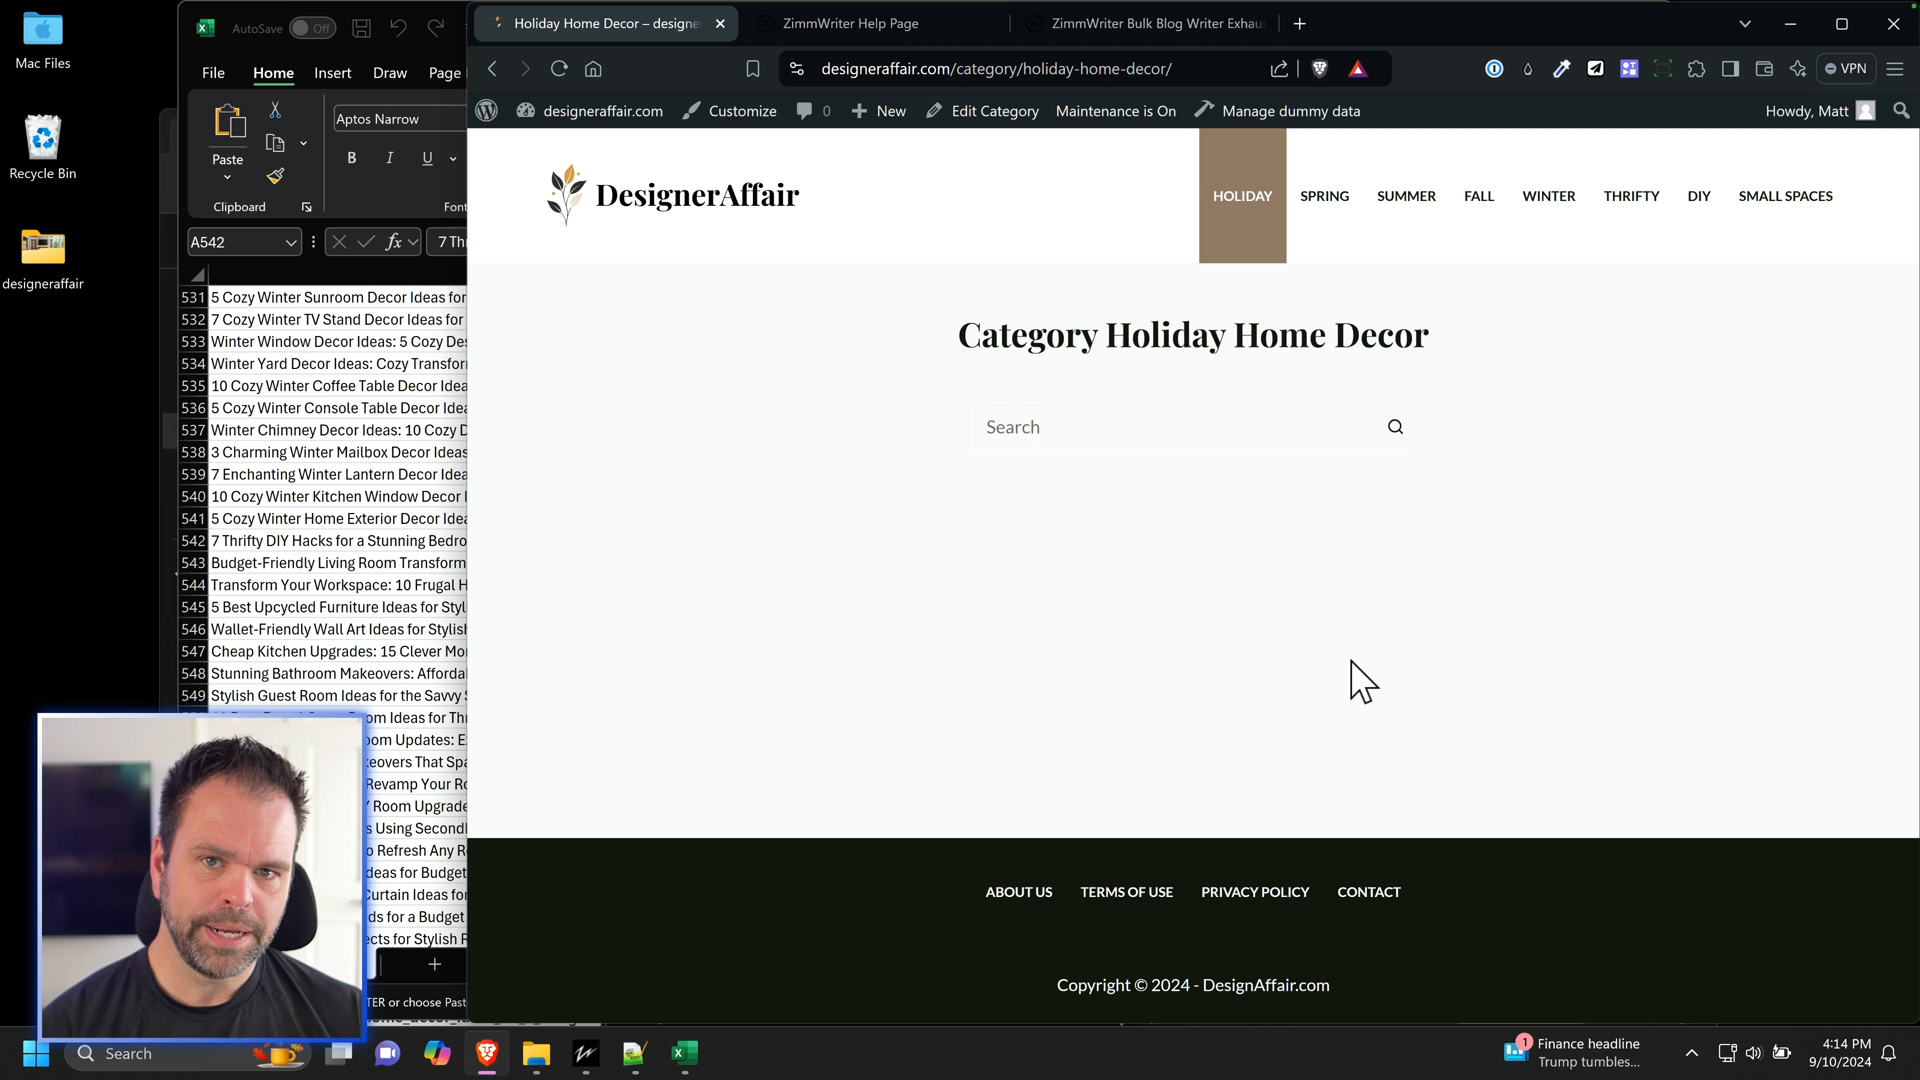 Mac Files
Recycle Bin
designeraffair
AutoSave Off
File Home Insert Draw Page
Paste
Clipboard
Aptos Narrow
B I U
Font
A542
fx
7 Th
531 5 Cozy Winter Sunroom Decor Ideas for
532 7 Cozy Winter TV Stand Decor Ideas for
533 Winter Window Decor Ideas: 5 Cozy Des
534 Winter Yard Decor Ideas: Cozy Transfor
535 10 Cozy Winter Coffee Table Decor Idea
536 5 Cozy Winter Console Table Decor Idea
537 Winter Chimney Decor Ideas: 10 Cozy D
538 3 Charming Winter Mailbox Decor Ideas
539 7 Enchanting Winter Lantern Decor Idea
540 10 Cozy Winter Kitchen Window Decor I
541 5 Cozy Winter Home Exterior Decor Idea
542 7 Thrifty DIY Hacks for a Stunning Bedro
543 Budget-Friendly Living Room Transform
544 Transform Your Workspace: 10 Frugal H
545 5 Best Upcycled Furniture Ideas for Styl
546 Wallet-Friendly Wall Art Ideas for Stylish
547 Cheap Kitchen Upgrades: 15 Clever Mo
548 Stunning Bathroom Makeovers: Afforda
549 Stylish Guest Room Ideas for the Savvy S
om Ideas for Th
oom Updates: E
keovers That Spa
Revamp Your Ro
Y Room Upgrade
s Using Second
o Refresh Any R
deas for Budget
Curtain Ideas for
ds for a Budget
ects for Stylish R
TER or choose Past
Holiday Home Decor – designe
ZimmWriter Help Page
ZimmWriter Bulk Blog Writer Exhau
designeraffair.com/category/holiday-home-decor/
VPN
designeraffair.com Customize 0 New Edit Category Maintenance is On Manage dummy data Howdy, Matt
DesignerAffair
HOLIDAY SPRING SUMMER FALL WINTER THRIFTY DIY SMALL SPACES
Category Holiday Home Decor
Search
ABOUT US TERMS OF USE PRIVACY POLICY CONTACT
Copyright © 2024 - DesignAffair.com
Search
1
Finance headline
Trump tumbles...
4:14 PM
9/10/2024